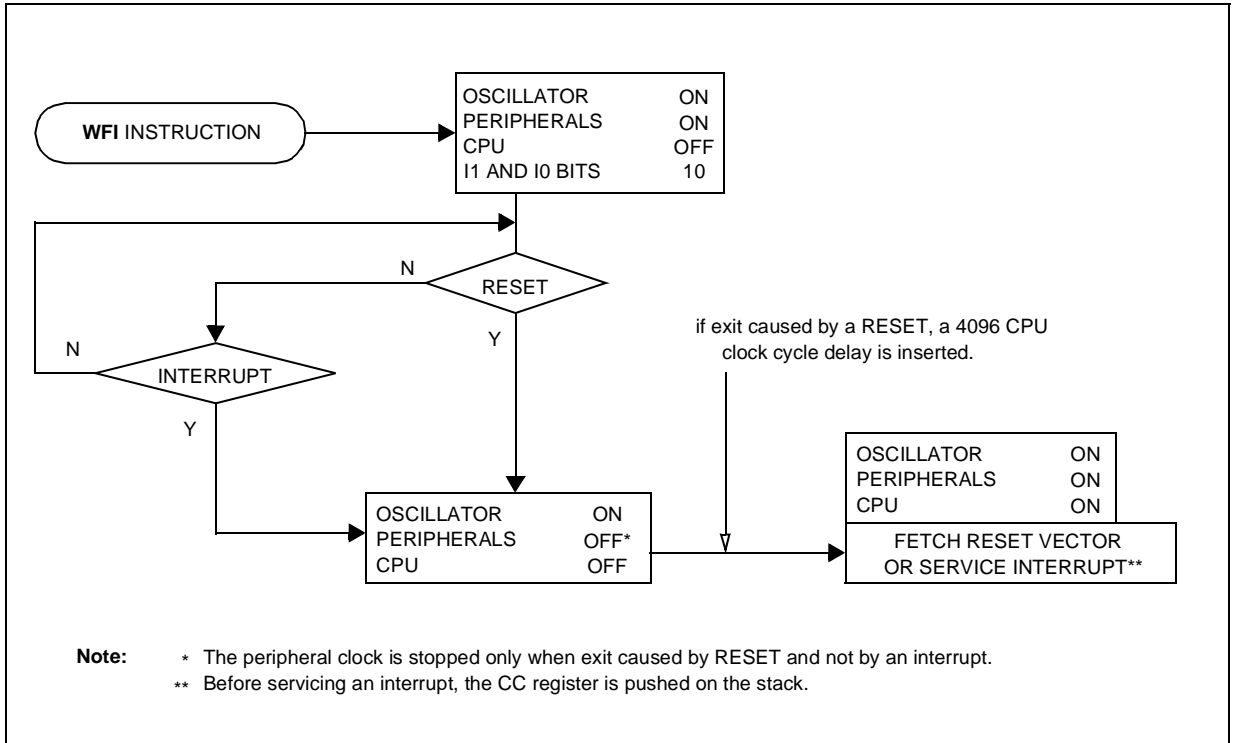 WFI INSTRUCTION
OSCILLATOR ON
PERIPHERALS ON
CPU OFF
I1 AND I0 BITS 10
N
RESET
Y
N
INTERRUPT
Y
if exit caused by a RESET, a 4096 CPU
clock cycle delay is inserted.
OSCILLATOR ON
PERIPHERALS OFF*
CPU OFF
OSCILLATOR ON
PERIPHERALS ON
CPU ON
FETCH RESET VECTOR
OR SERVICE INTERRUPT**
Note: * The peripheral clock is stopped only when exit caused by RESET and not by an interrupt.
** Before servicing an interrupt, the CC register is pushed on the stack.